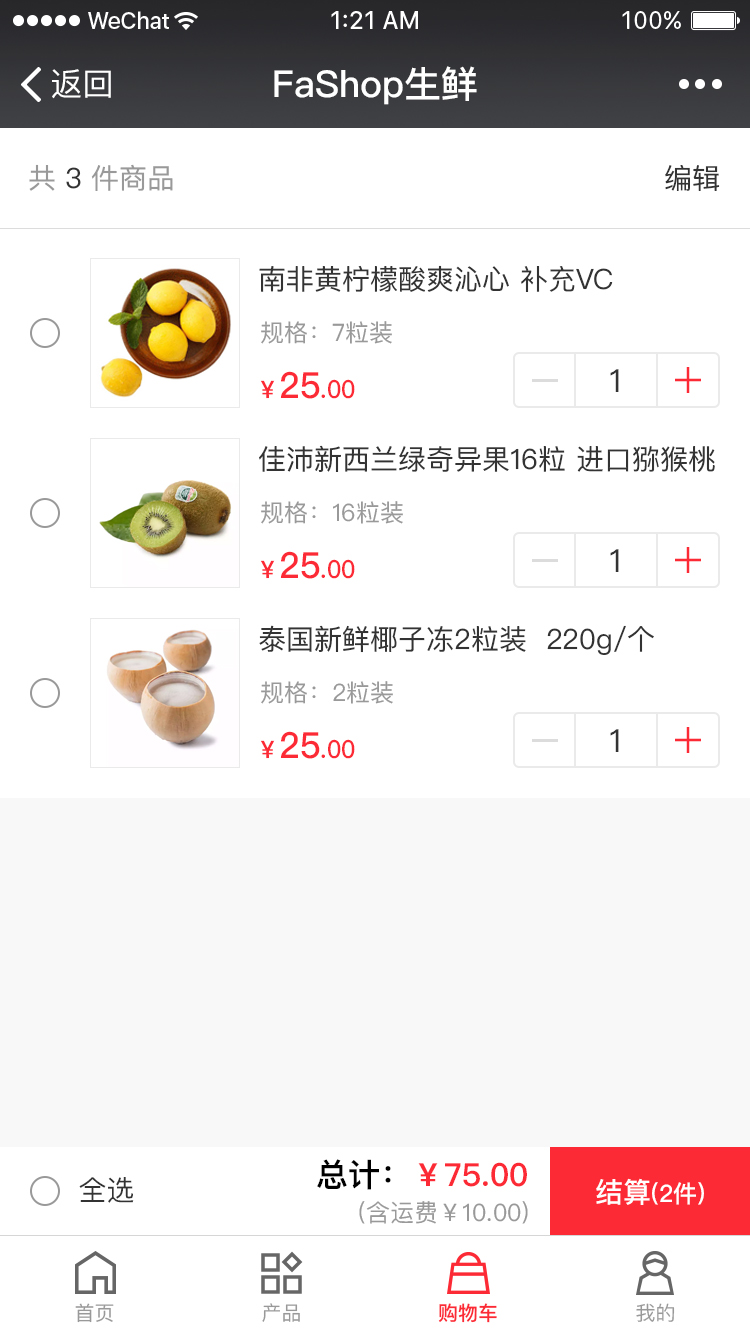 WeChat 1:21 AM 100%
返回 FaShop生鲜
共 3 件商品 编辑
南非黄柠檬酸爽沁心 补充VC
规格：7粒装
¥25.00 1
佳沛新西兰绿奇异果16粒 进口猕猴桃
规格：16粒装
¥25.00 1
泰国新鲜椰子冻2粒装 220g/个
规格：2粒装
¥25.00 1
全选 总计：¥75.00 结算(2件)
(含运费¥10.00)
首页 产品 购物车 我的